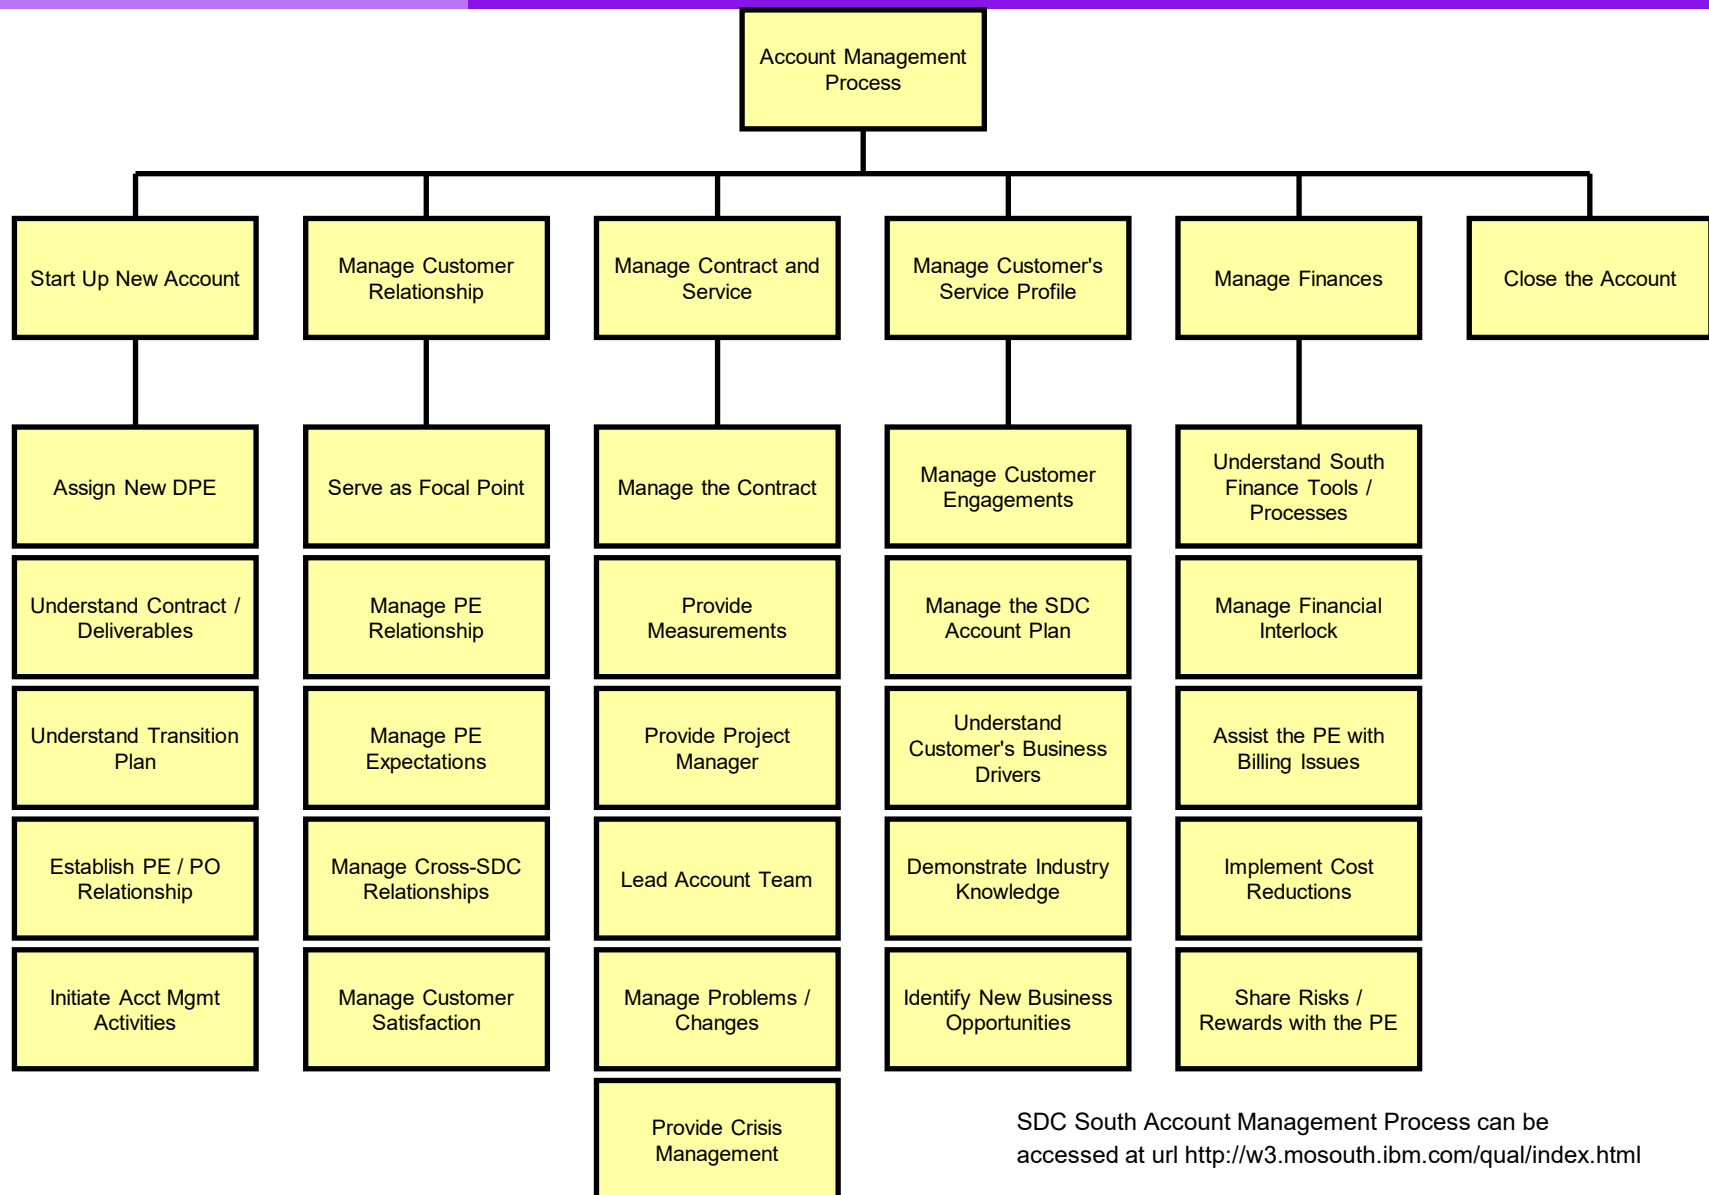 Account Management
Process
Start Up New Account
Manage Customer
Relationship
Manage Contract and
Service
Manage Customer's
Service Profile
Manage Finances
Close the Account
Assign New DPE
Understand Contract /
Deliverables
Understand Transition
Plan
Establish PE / PO
Relationship
Initiate Acct Mgmt
Activities
Serve as Focal Point
Manage PE
Relationship
Manage PE
Expectations
Manage Cross-SDC
Relationships
Manage Customer
Satisfaction
Manage the Contract
Provide
Measurements
Provide Project
Manager
Lead Account Team
Manage Problems /
Changes
Provide Crisis
Management
Manage Customer
Engagements
Manage the SDC
Account Plan
Understand
Customer's Business
Drivers
Demonstrate Industry
Knowledge
Identify New Business
Opportunities
Understand South
Finance Tools /
Processes
Manage Financial
Interlock
Assist the PE with
Billing Issues
Implement Cost
Reductions
Share Risks /
Rewards with the PE
SDC South Account Management Process can be
accessed at url http://w3.mosouth.ibm.com/qual/index.html